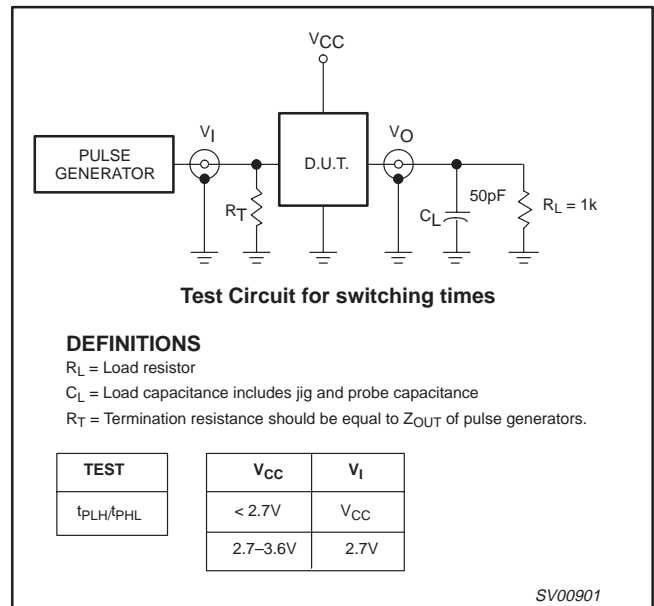 VCC
PULSE
GENERATOR
VI
RT
D.U.T.
VO
50pF
CL
RL = 1k
Test Circuit for switching times
DEFINITIONS
RL = Load resistor
CL = Load capacitance includes jig and probe capacitance
RT = Termination resistance should be equal to ZOUT of pulse generators.
TEST
tPLH/tPHL
VCC VI
< 2.7V VCC
2.7–3.6V 2.7V
SV00901